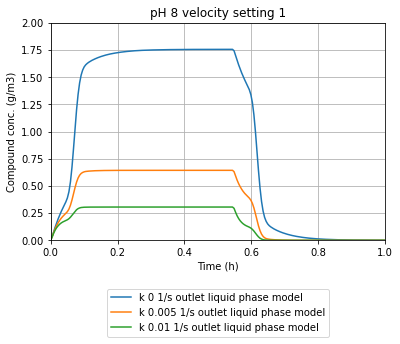 pH 8 velocity setting 1
Compound conc. (g/m3)
2.00
1.75
1.50
1.25
1.00
0.75
0.50
0.25
0.00
0.0 0.2 0.4 0.6 0.8 1.0
Time (h)
k 0 1/s outlet liquid phase model
k 0.005 1/s outlet liquid phase model
k 0.01 1/s outlet liquid phase model